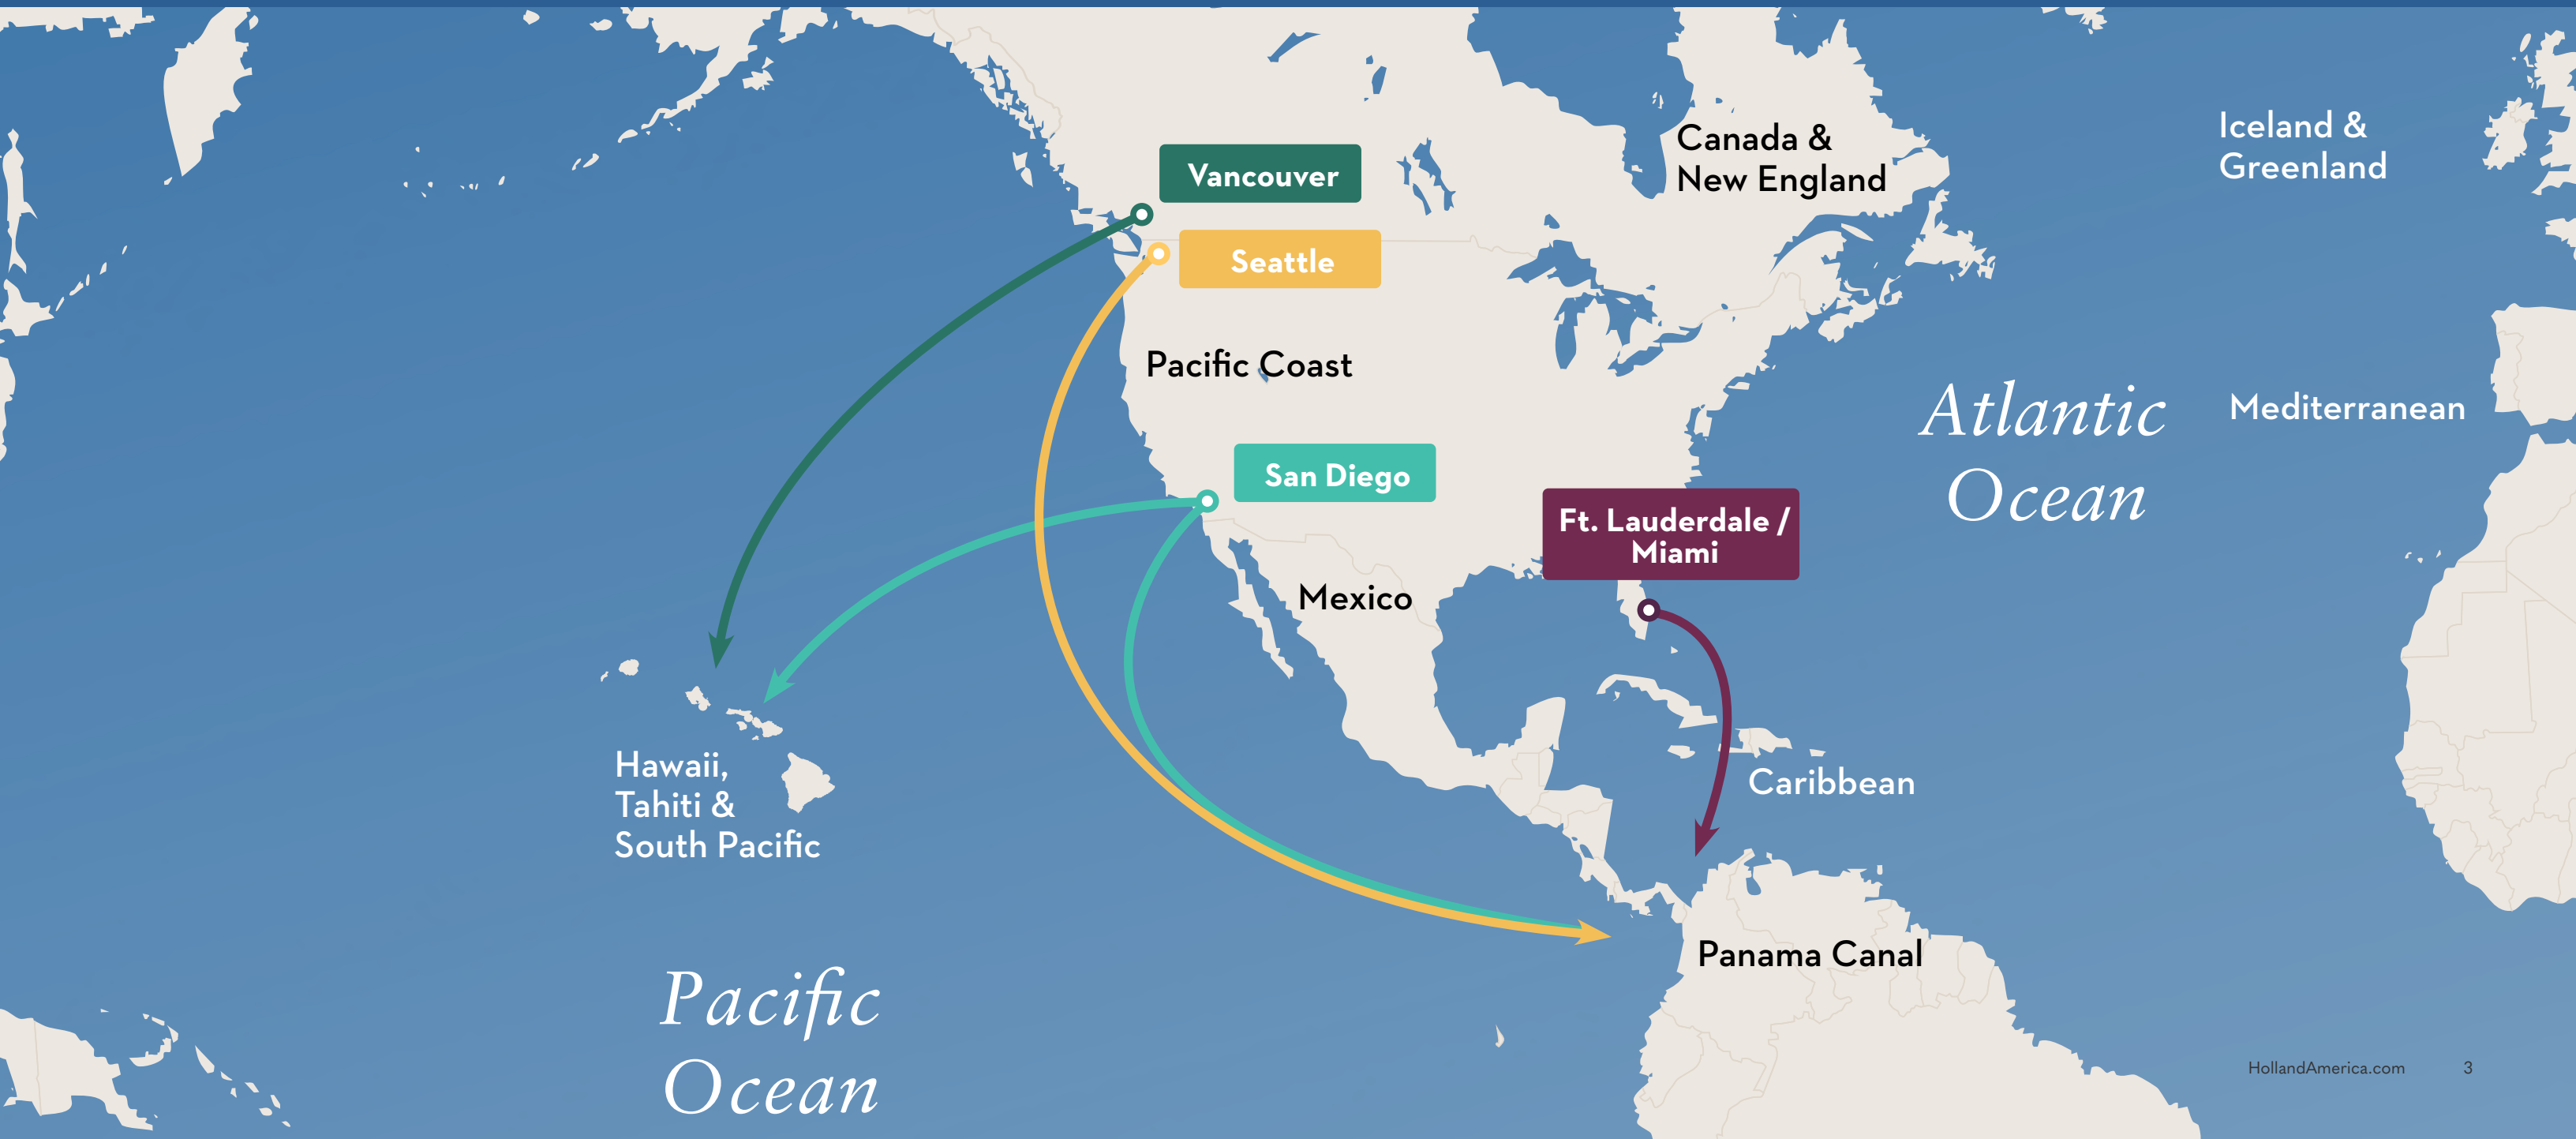 Canada &
New England
Iceland &
Greenland
Vancouver
Seattle
Pacific Coast
Atlantic
Ocean
Mediterranean
San Diego
Ft. Lauderdale /
Miami
Mexico
Hawaii,
Tahiti &
South Pacific
Caribbean
Panama Canal
Pacific
Ocean
HollandAmerica.com 3